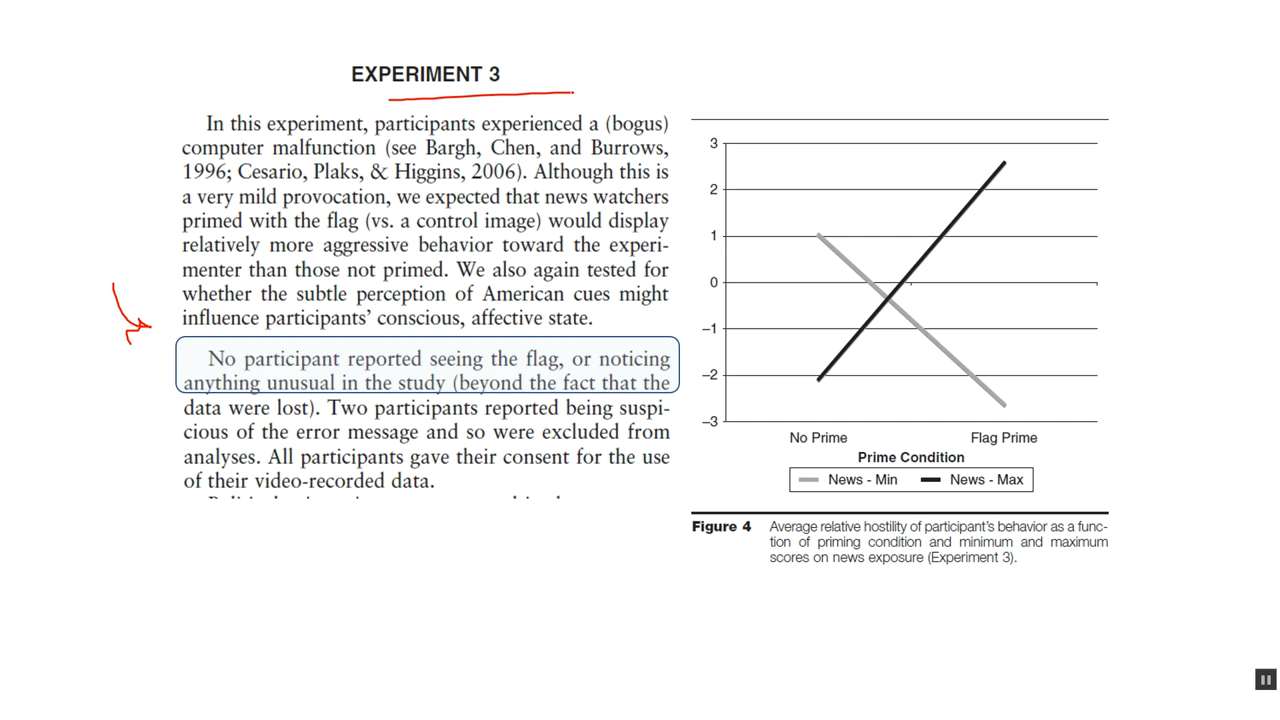 EXPERIMENT 3
In this experiment, participants experienced a (bogus)
computer malfunction (see Bargh, Chen, and Burrows,
1996; Cesario, Plaks, & Higgins, 2006). Although this is
a very mild provocation, we expected that news watchers
primed with the flag (vs. a control image) would display
relatively more aggressive behavior toward the experi-
menter than those not primed. We also again tested for
whether the subtle perception of American cues might
influence participants' conscious, affective state.
No participant reported seeing the flag, or noticing
anything unusual in the study (beyond the fact that the
data were lost). Two participants reported being suspi-
cious of the error message and so were excluded from
analyses. All participants gave their consent for the use
of their video-recorded data.
3
2
1
0
–1
–2
–3
No Prime Flag Prime
Prime Condition
News - Min News - Max
Figure 4 Average relative hostility of participant's behavior as a func-
tion of priming condition and minimum and maximum
scores on news exposure (Experiment 3).